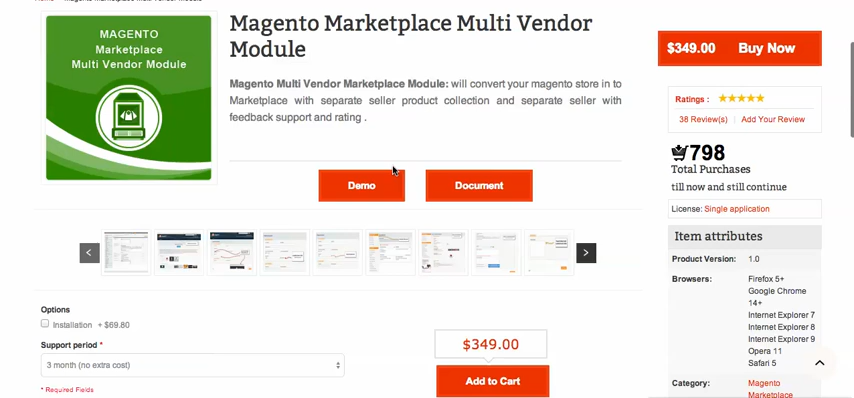 MAGENTO
Marketplace
Multi Vendor Module
Magento Marketplace Multi Vendor
Module
Magento Multi Vendor Marketplace Module: will convert your magento store in to
Marketplace with separate seller product collection and separate seller with
feedback support and rating .
Demo
Document
<
>
Options
Installation + $69.80
Support period *
3 month (no extra cost)
* Required Fields
$349.00
Add to Cart
$349.00 Buy Now
Ratings :
38 Review(s) | Add Your Review
798
Total Purchases
till now and still continue
License: Single application
Item attributes
Product Version: 1.0
Browsers: Firefox 5+
Google Chrome
14+
Internet Explorer 7
Internet Explorer 8
Internet Explorer 9
Opera 11
Safari 5
Category: Magento
Marketplace